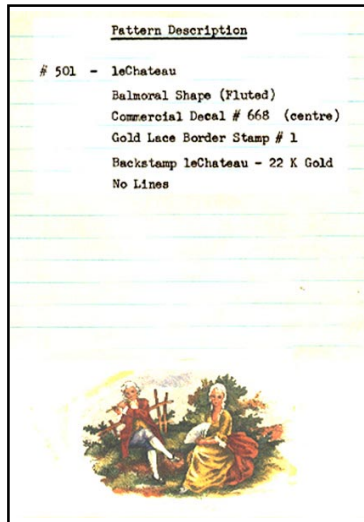 Pattern Description
# 501 - leChateau
Balmoral Shape (Fluted)
Commercial Decal # 668 (centre)
Gold Lace Border Stamp # 1
Backstamp leChateau - 22 K Gold
No Lines